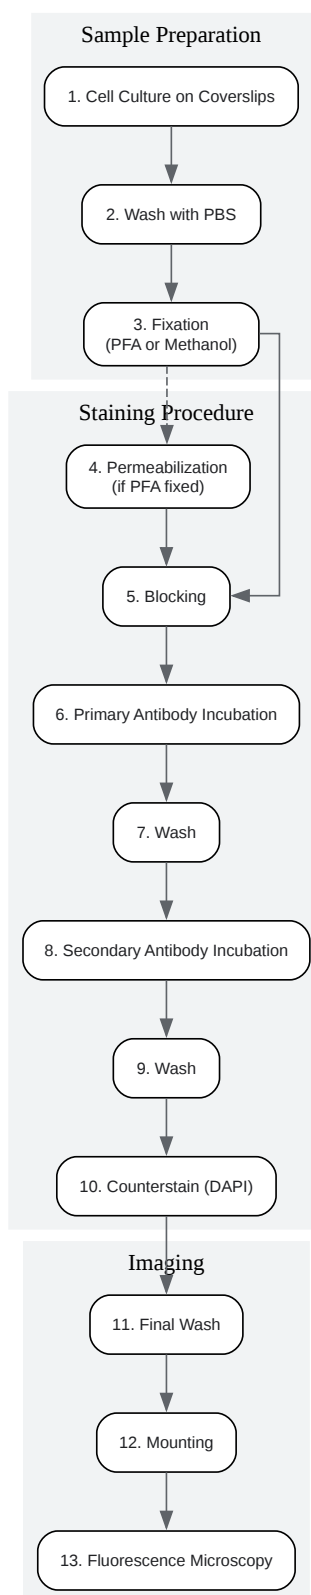 Sample Preparation
1. Cell Culture on Coverslips
2. Wash with PBS
3. Fixation
(PFA or Methanol)
Staining Procedure
4. Permeabilization
(if PFA fixed)
5. Blocking
6. Primary Antibody Incubation
7. Wash
8. Secondary Antibody Incubation
9. Wash
10. Counterstain (DAPI)
Imaging
11. Final Wash
12. Mounting
13. Fluorescence Microscopy